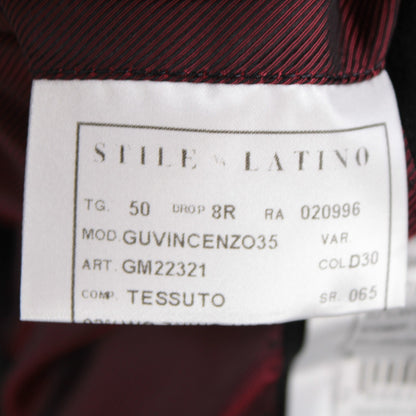 STILE LATINO
TG. 50 DROP 8R RA 020996
MOD. GUVINCENZO35 VAR.
ART. GM22321 COL. D30
COMP. TESSUTO SR. 065